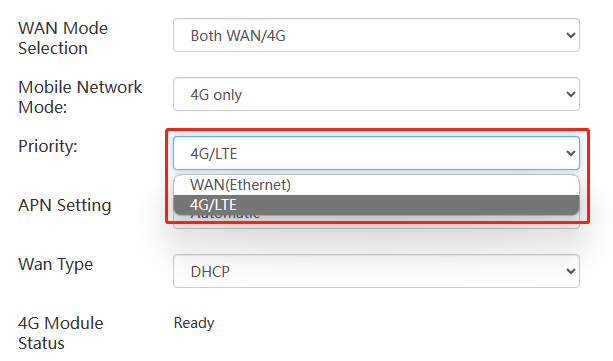 WAN Mode
Selection
Both WAN/4G
Mobile Network
Mode:
4G only
Priority:
4G/LTE
WAN(Ethernet)
4G/LTE
APN Setting
Automatic
Wan Type
DHCP
4G Module
Status
Ready